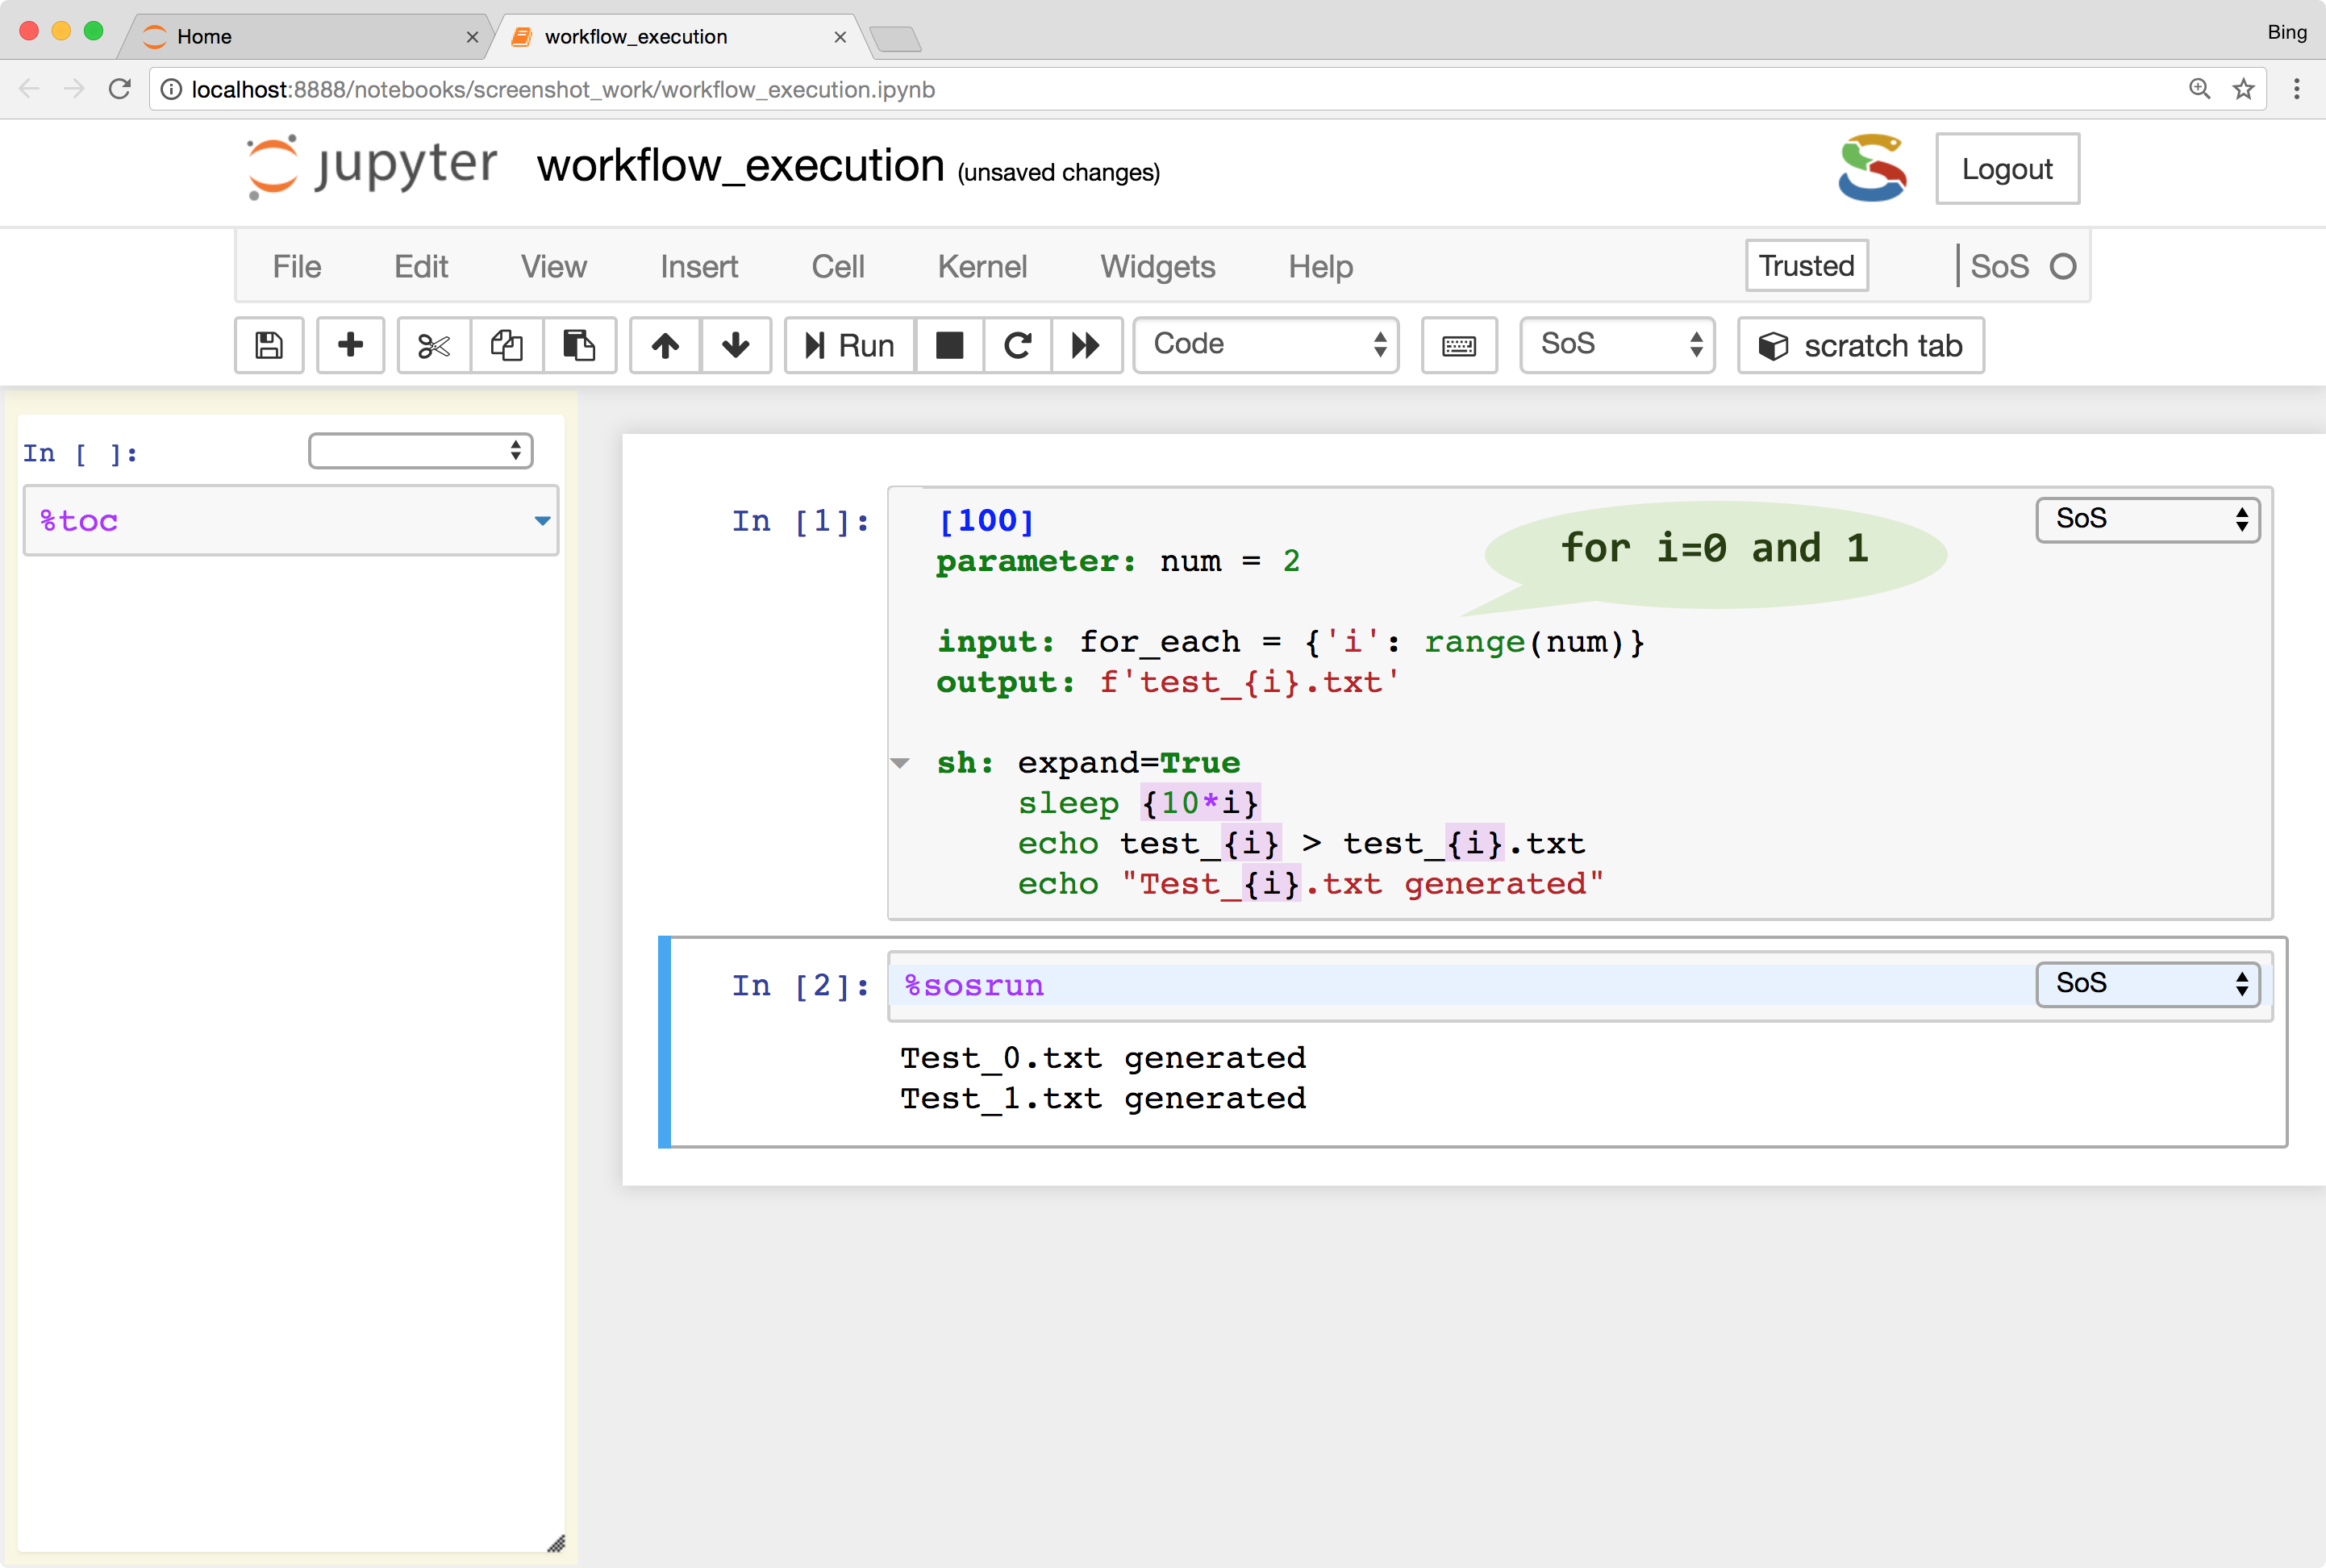 Home
workflow_execution
Bing
localhost:8888/notebooks/screenshot_work/workflow_execution.ipynb
jupyter workflow_execution (unsaved changes)
Logout
File Edit View Insert Cell Kernel Widgets Help Trusted SoS
Run Code SoS scratch tab
In [ ]:
%toc
In [1]:
[100]
for i=0 and 1
SoS
parameter: num = 2
input: for_each = {'i': range(num)}
output: f'test_{i}.txt'
sh: expand=True
sleep {10*i}
echo test_{i} > test_{i}.txt
echo "Test_{i}.txt generated"
In [2]:
%sosrun
SoS
Test_0.txt generated
Test_1.txt generated